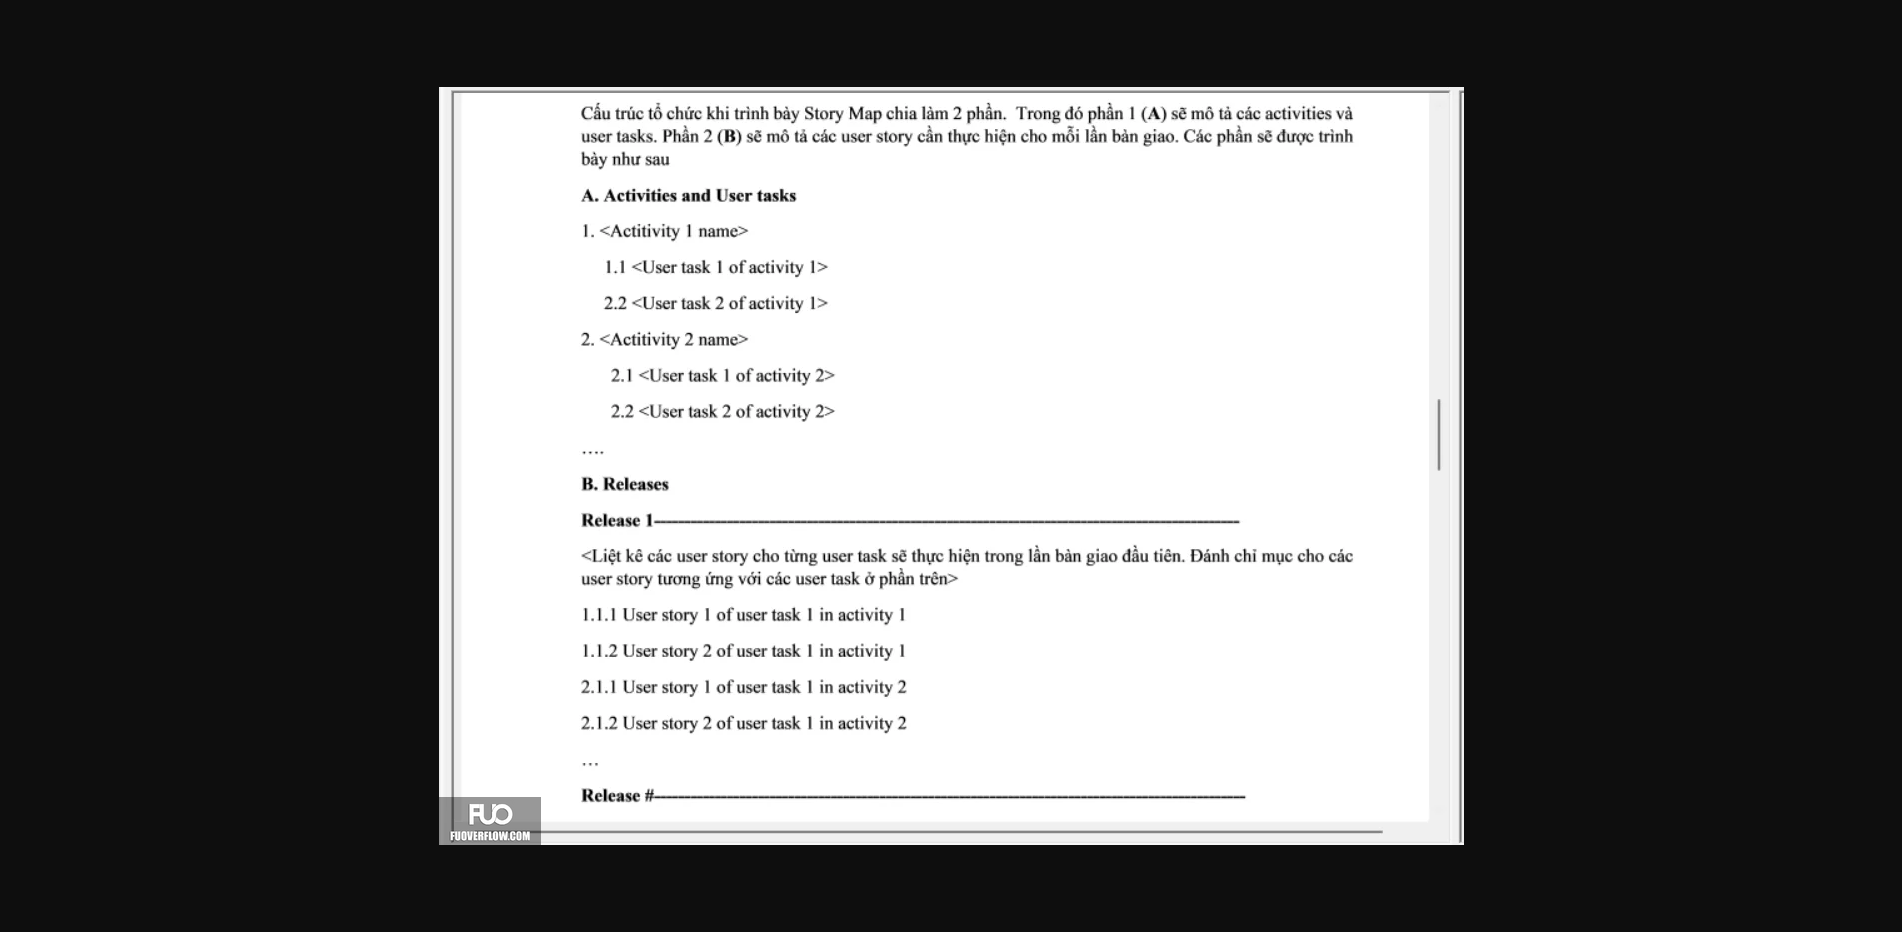 Cấu trúc tổ chức khi trình bày Story Map chia làm 2 phần. Trong đó phần 1 (A) sẽ mô tả các activities và
user tasks. Phần 2 (B) sẽ mô tả các user story cần thực hiện cho mỗi lần bàn giao. Các phần sẽ được trình
bày như sau
A. Activities and User tasks
1. <Actitivity 1 name>
1.1 <User task 1 of activity 1>
2.2 <User task 2 of activity 1>
2. <Actitivity 2 name>
2.1 <User task 1 of activity 2>
2.2 <User task 2 of activity 2>
....
B. Releases
Release 1
<Liệt kê các user story cho từng user task sẽ thực hiện trong lần bàn giao đầu tiên. Đánh chỉ mục cho các
user story tương ứng với các user task ở phần trên>
1.1.1 User story 1 of user task 1 in activity 1
1.1.2 User story 2 of user task 1 in activity 1
2.1.1 User story 1 of user task 1 in activity 2
2.1.2 User story 2 of user task 1 in activity 2
...
Release #
FUO
FUOVERFLOW.COM